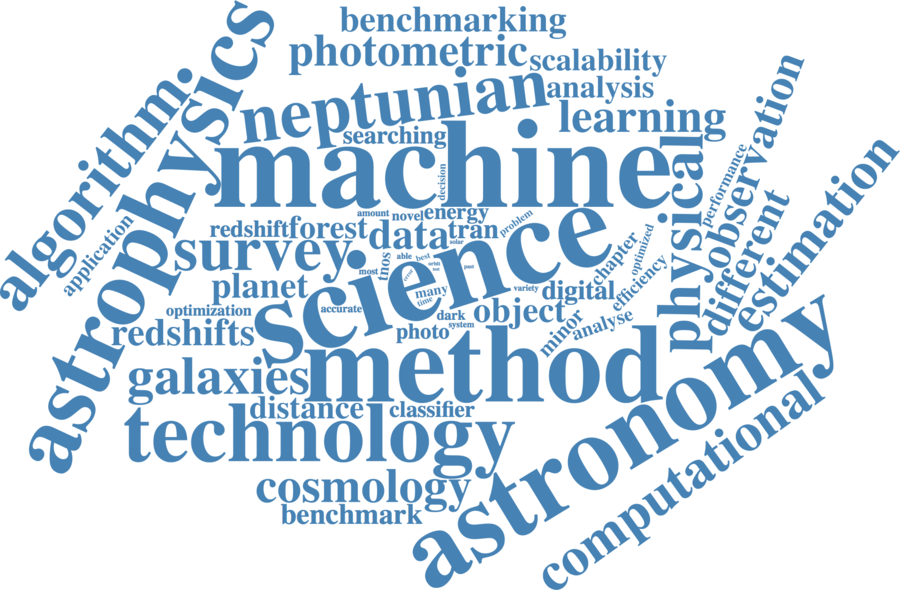 benchmarking
photometric
scalability
analysis
neptunian
learning
searching
algorithm
astrophysics
application
machine
decision
physical
performance
observation
different
estimation
amount
novel
energy
problem
redshift
forest
data
tran
solar
survey
science
tnos
able
best
orbit
most
error
many
time
past
planet
optimization
accurate
variety
digital
chapter
optimized
efficiency
redshifts
dark
system
object
photo
minor
analyse
galaxies
method
distance
classifier
technology
astronomy
computational
cosmology
benchmark